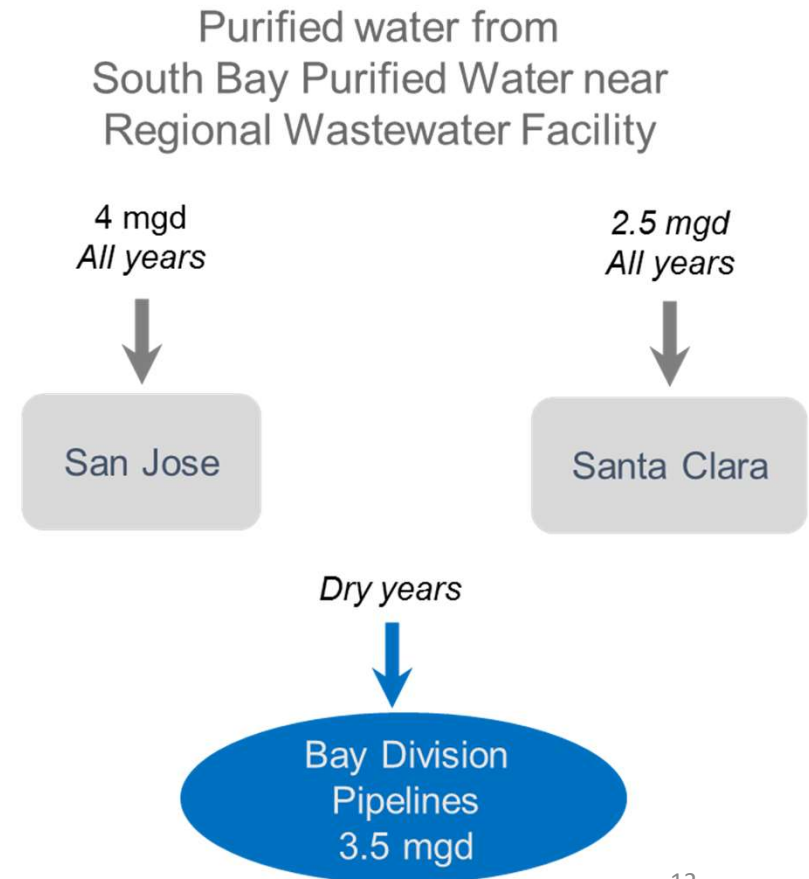 Purified water from
South Bay Purified Water near
Regional Wastewater Facility
4 mgd
All years
2.5 mgd
All years
San Jose
Santa Clara
Dry years
Bay Division
Pipelines
3.5 mgd